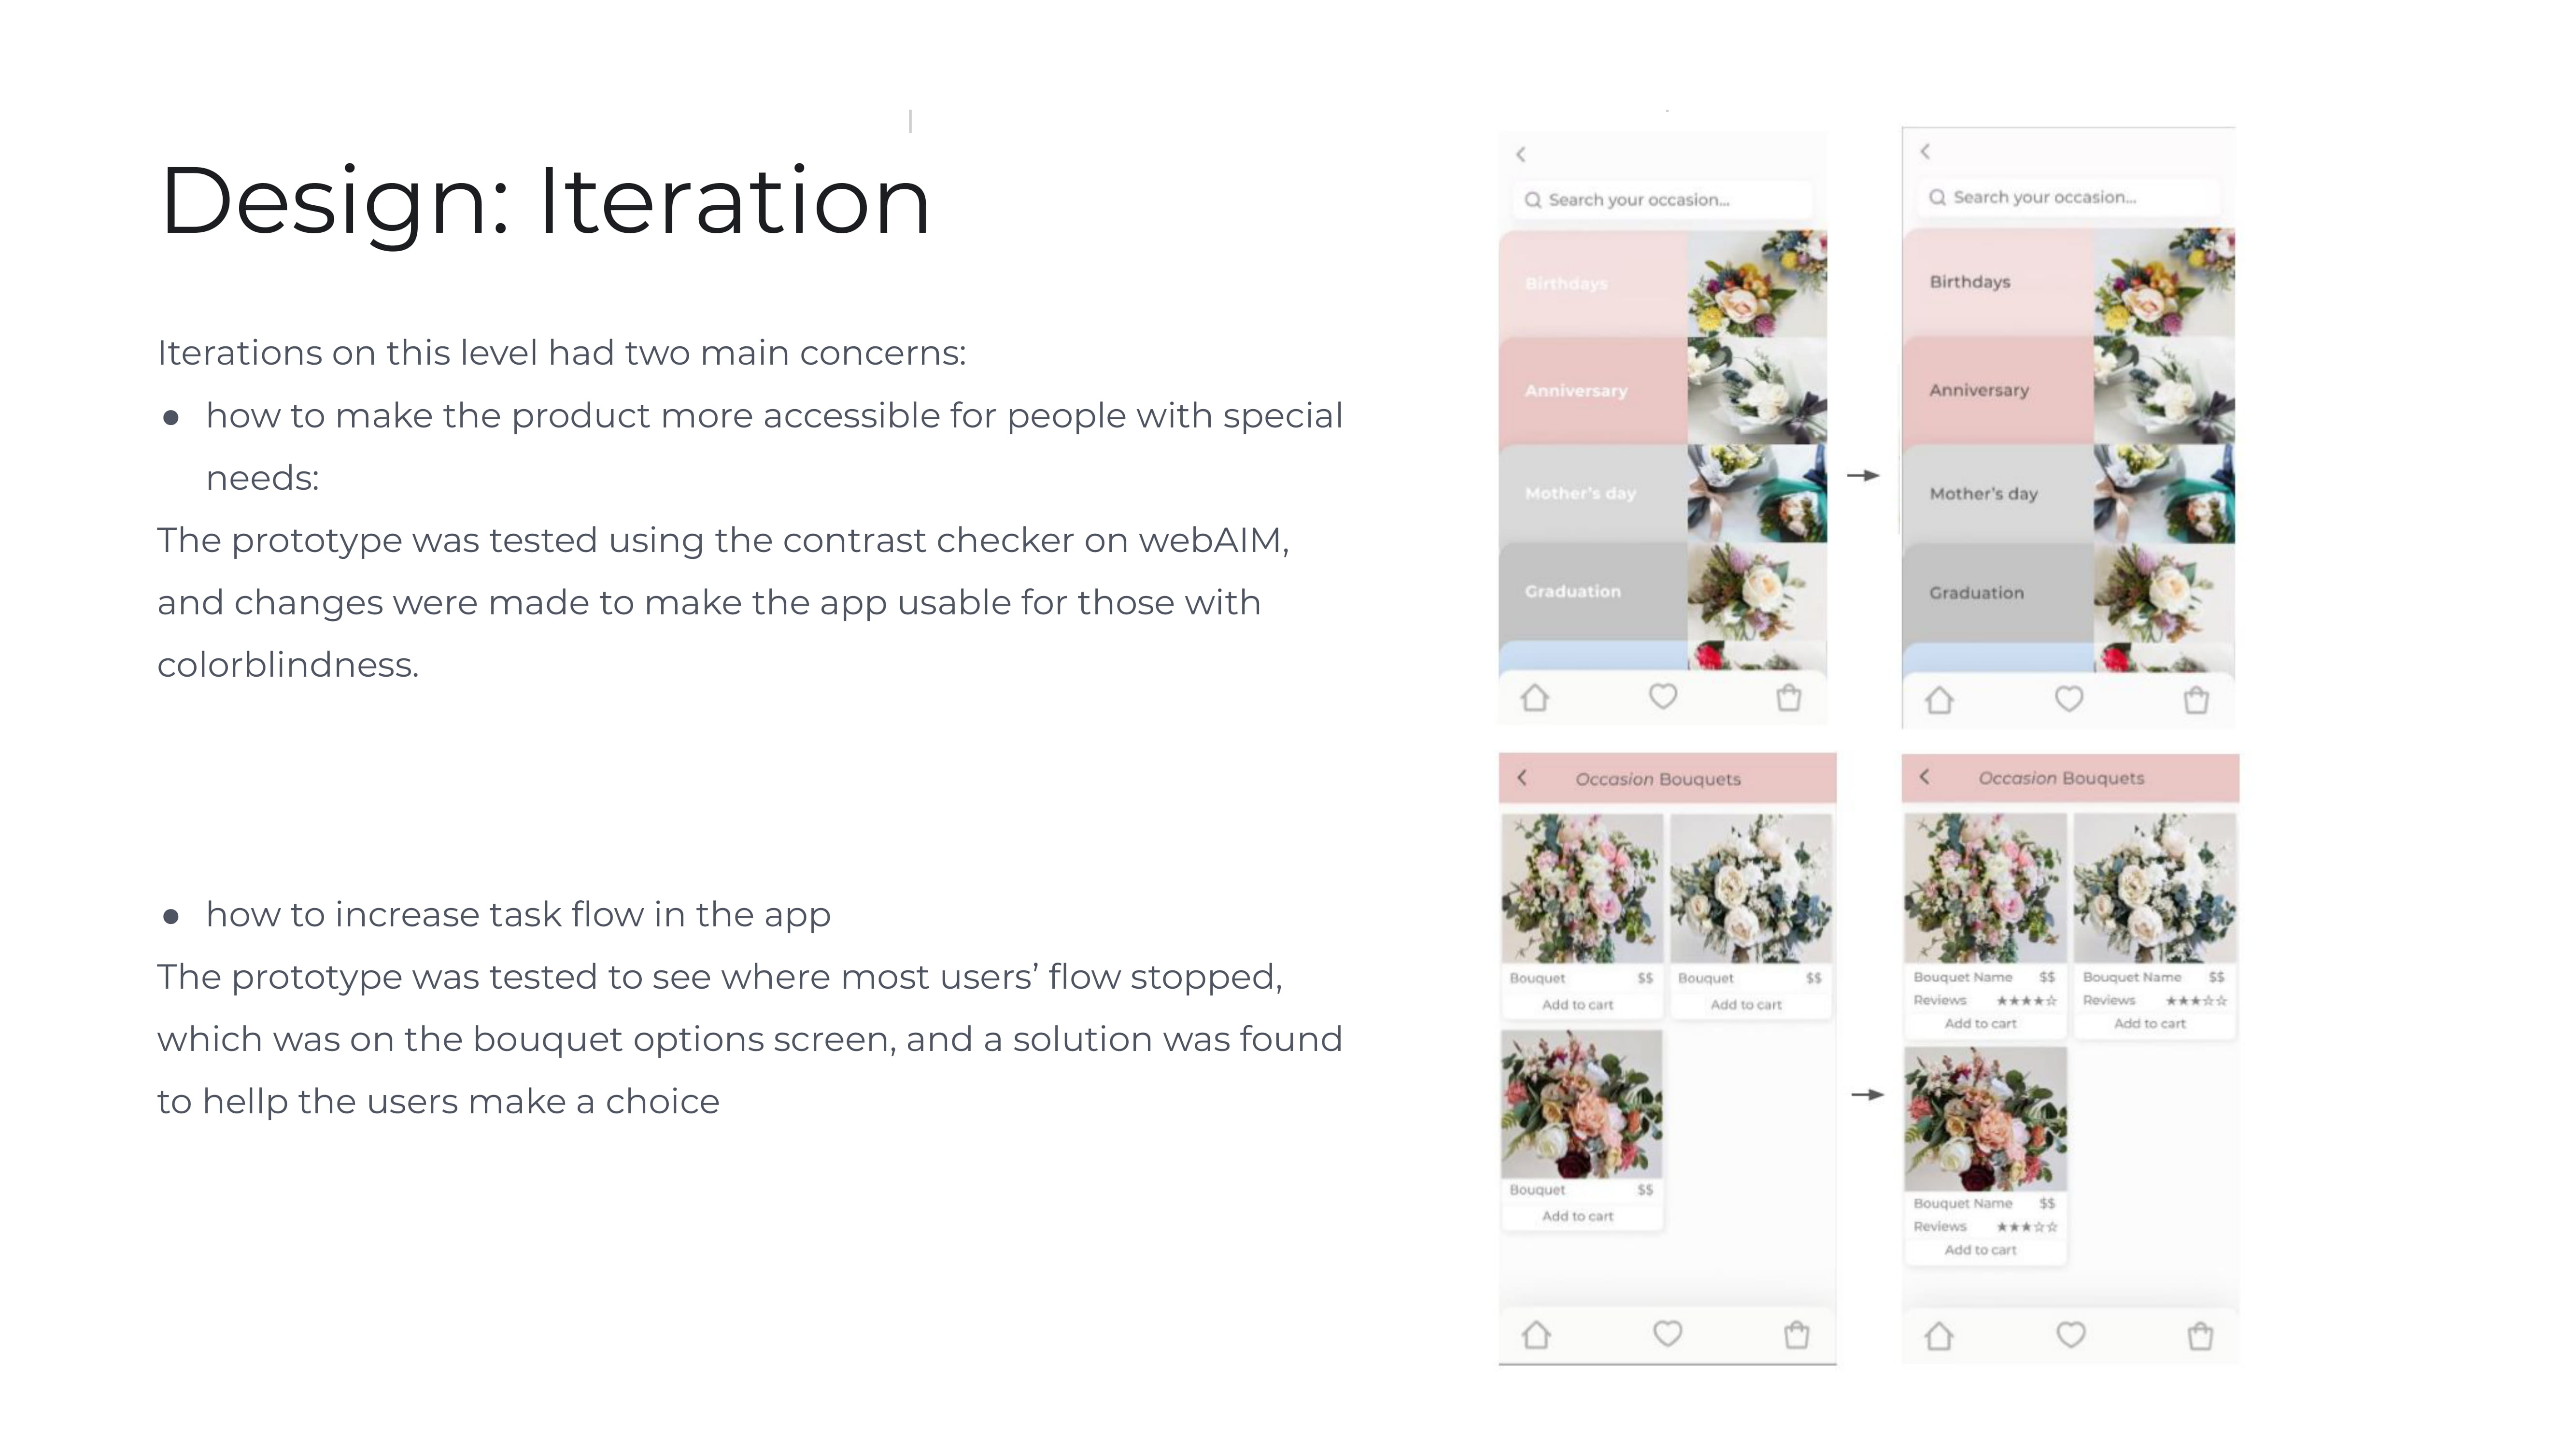 Design: Iteration
Iterations on this level had two main concerns:
● how to make the product more accessible for people with special
needs:
The prototype was tested using the contrast checker on webAIM,
and changes were made to make the app usable for those with
colorblindness.
● how to increase task flow in the app
The prototype was tested to see where most users’ flow stopped,
which was on the bouquet options screen, and a solution was found
to hellp the users make a choice
Search your occasion...
Birthdays
Anniversary
Mother's day
Graduation
Search your occasion...
Birthdays
Anniversary
Mother's day
Graduation
Occasion Bouquets
Bouquet $$ Bouquet $$
Add to cart Add to cart
Bouquet $$
Add to cart
Occasion Bouquets
Bouquet Name $$ Bouquet Name $$
Reviews ★★★★☆ Reviews ★★★☆☆
Add to cart Add to cart
Bouquet Name $$
Reviews ★★★☆☆
Add to cart